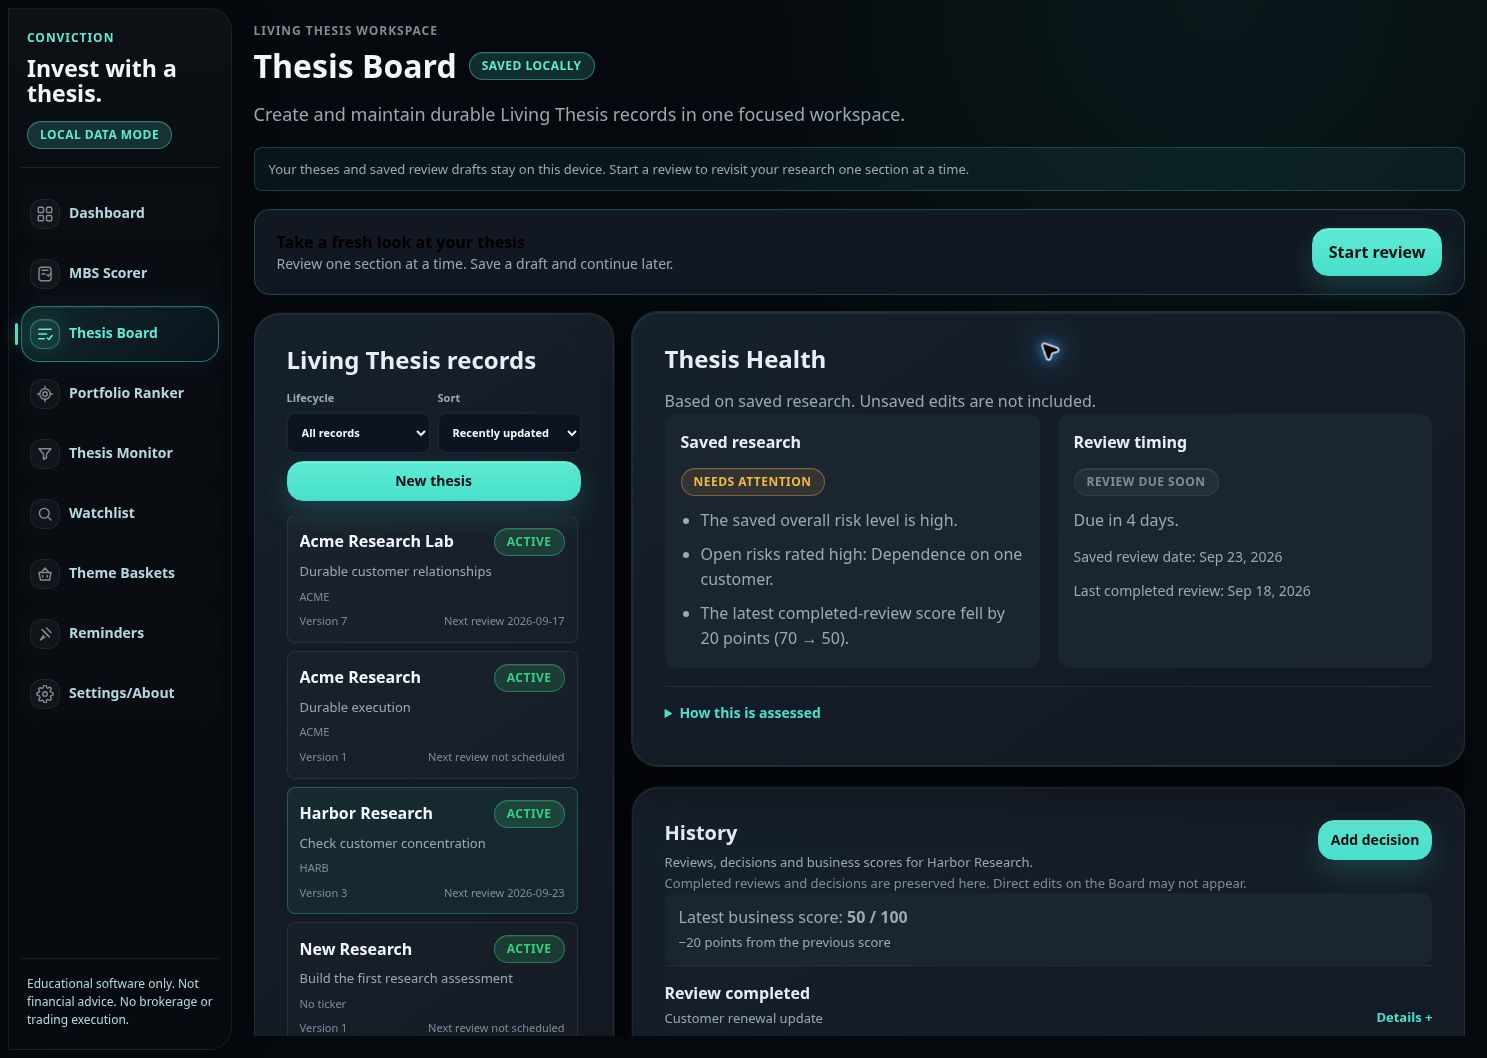 CONVICTION
Invest with a
thesis.
LOCAL DATA MODE
Dashboard
MBS Scorer
Thesis Board
Portfolio Ranker
Thesis Monitor
Watchlist
Theme Baskets
Reminders
Settings/About
Educational software only. Not
financial advice. No brokerage or
trading execution.
LIVING THESIS WORKSPACE
Thesis Board SAVED LOCALLY
Create and maintain durable Living Thesis records in one focused workspace.
Your theses and saved review drafts stay on this device. Start a review to revisit your research one section at a time.
Take a fresh look at your thesis
Review one section at a time. Save a draft and continue later.
Start review
Living Thesis records
Lifecycle Sort
All records Recently updated
New thesis
Acme Research Lab ACTIVE
Durable customer relationships
ACME
Version 7 Next review 2026-09-17
Acme Research ACTIVE
Durable execution
ACME
Version 1 Next review not scheduled
Harbor Research ACTIVE
Check customer concentration
HARB
Version 3 Next review 2026-09-23
New Research ACTIVE
Build the first research assessment
No ticker
Version 1 Next review not scheduled
Thesis Health
Based on saved research. Unsaved edits are not included.
Saved research
NEEDS ATTENTION
• The saved overall risk level is high.
• Open risks rated high: Dependence on one
customer.
• The latest completed-review score fell by
20 points (70 → 50).
Review timing
REVIEW DUE SOON
Due in 4 days.
Saved review date: Sep 23, 2026
Last completed review: Sep 18, 2026
▶ How this is assessed
History
Add decision
Reviews, decisions and business scores for Harbor Research.
Completed reviews and decisions are preserved here. Direct edits on the Board may not appear.
Latest business score: 50 / 100
−20 points from the previous score
Review completed
Customer renewal update
Details +